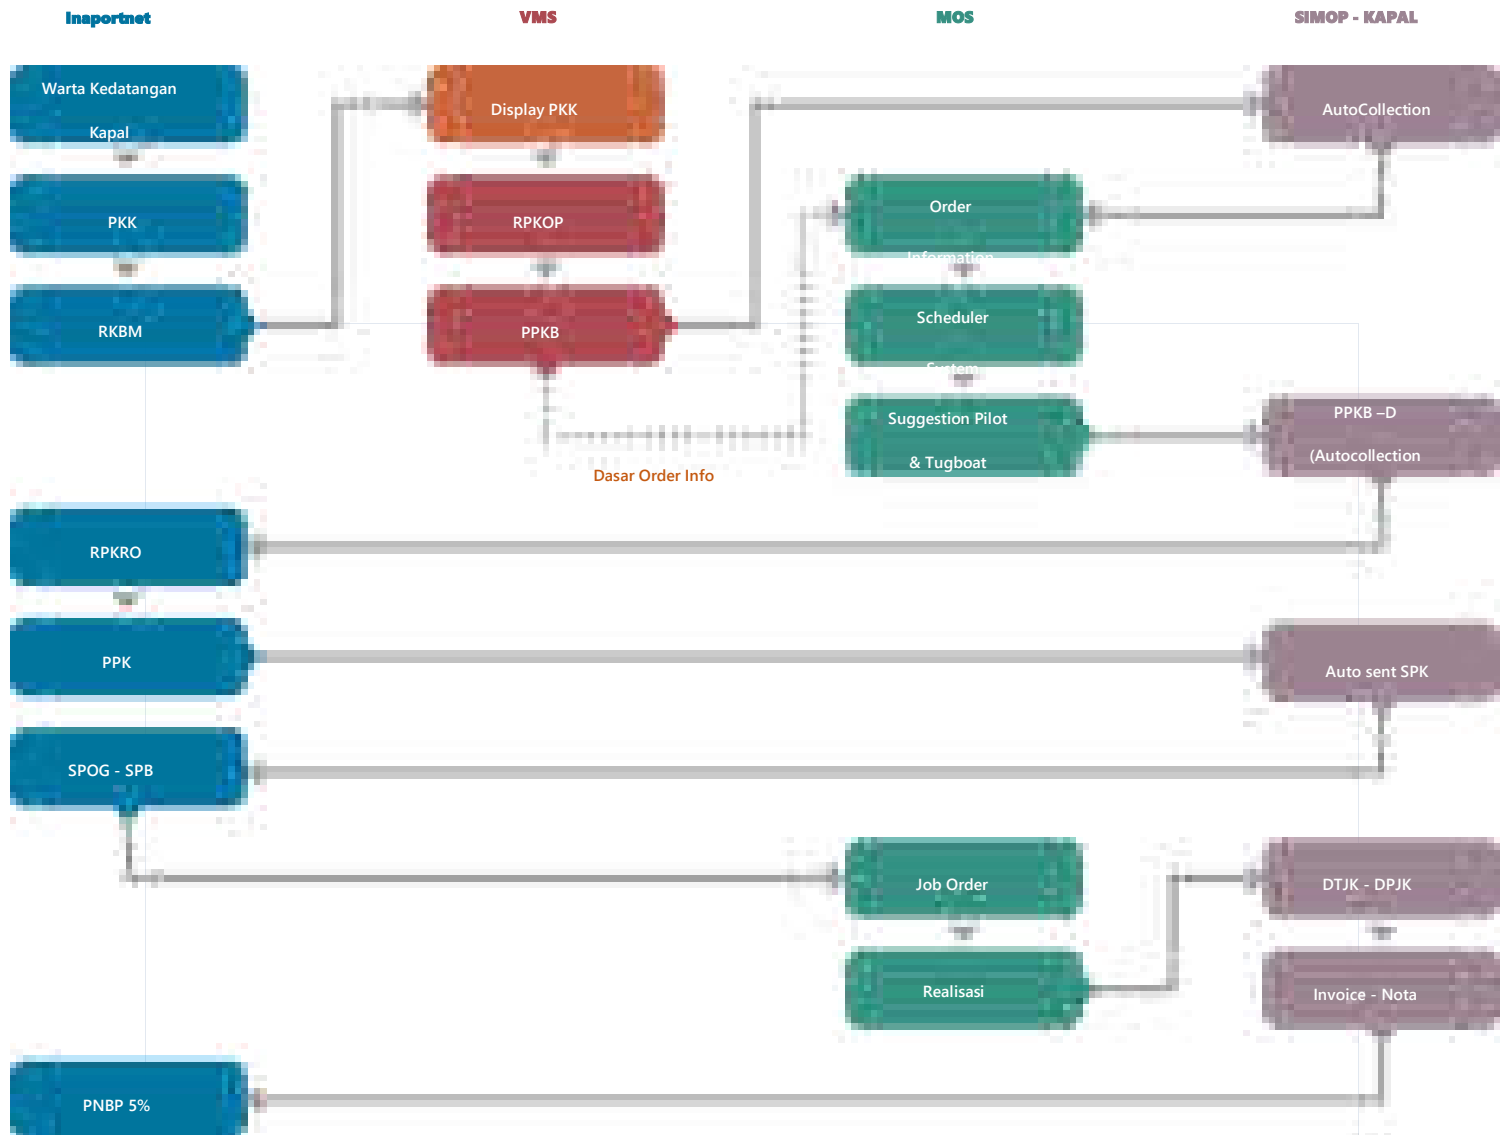 Inaportnet
VMS
MOS
SIMOP - KAPAL
Warta Kedatangan
Kapal
Display PKK
AutoCollection
PKK
RPKOP
Order
Information
RKBM
PPKB
Scheduler
System
Suggestion Pilot
& Tugboat
PPKB –D
(Autocollection
Dasar Order Info
RPKRO
PPK
Auto sent SPK
SPOG - SPB
Job Order
DTJK - DPJK
Realisasi
Invoice - Nota
PNBP 5%